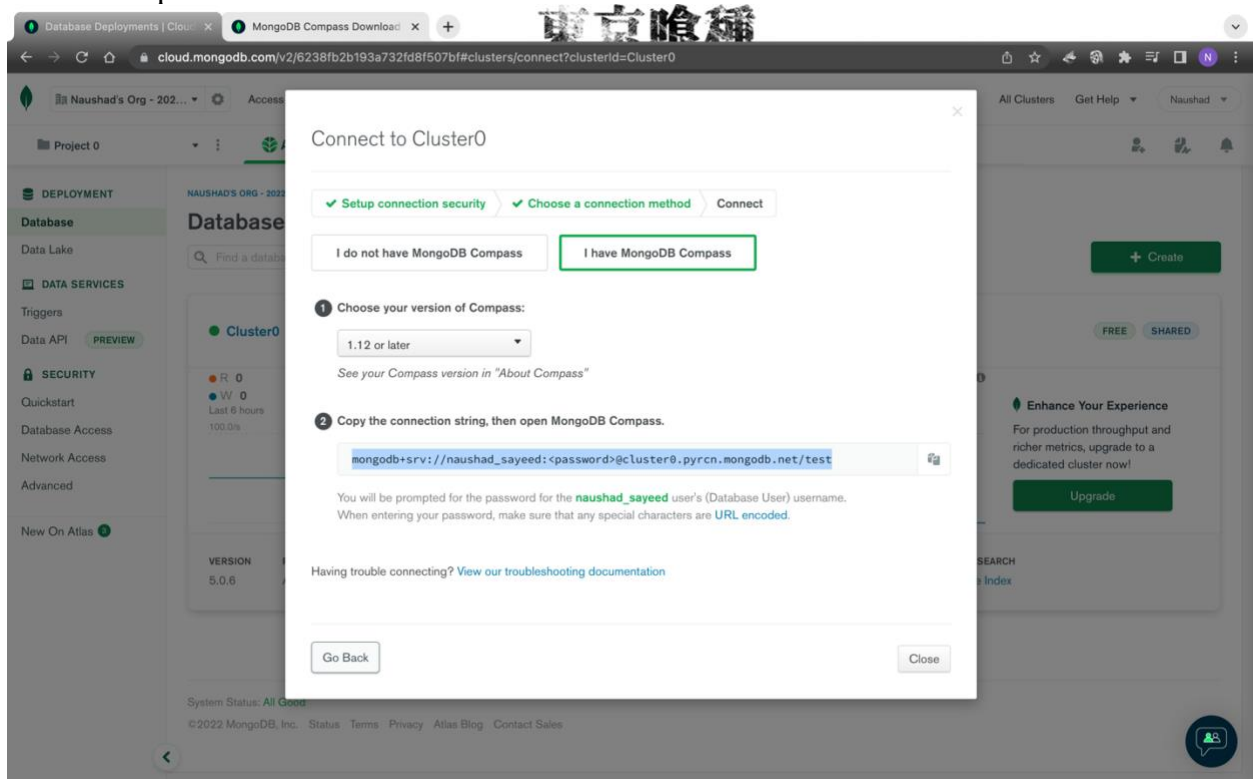 Database Deployments | Clou
MongoDB Compass Download
東京喰種
cloud.mongodb.com/v2/6238fb2b193a732fd8f507bf#clusters/connect?clusterId=Cluster0
N
Naushad's Org - 202...
Access
All Clusters
Get Help
Naushad
Project 0
Connect to Cluster0
DEPLOYMENT
Database
Data Lake
DATA SERVICES
Triggers
Data API PREVIEW
SECURITY
Quickstart
Database Access
Network Access
Advanced
New On Atlas 3
NAUSHAD'S ORG - 2022
Database
Find a databa
+ Create
Cluster0
FREE
SHARED
R 0
W 0
Last 6 hours
100.0/s
Setup connection security
Choose a connection method
Connect
I do not have MongoDB Compass
I have MongoDB Compass
1 Choose your version of Compass:
1.12 or later
See your Compass version in "About Compass"
2 Copy the connection string, then open MongoDB Compass.
mongodb+srv://naushad_sayeed:<password>@cluster0.pyrcn.mongodb.net/test
You will be prompted for the password for the naushad_sayeed user's (Database User) username.
When entering your password, make sure that any special characters are URL encoded.
Having trouble connecting? View our troubleshooting documentation
Go Back
Close
Enhance Your Experience
For production throughput and
richer metrics, upgrade to a
dedicated cluster now!
Upgrade
VERSION
5.0.6
SEARCH
Index
System Status: All Good
©2022 MongoDB, Inc. Status Terms Privacy Atlas Blog Contact Sales